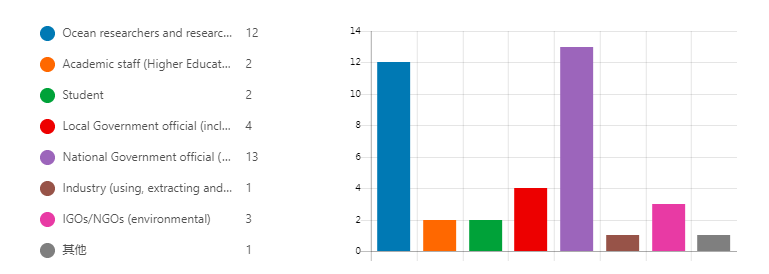 Ocean researchers and researc... 12
Academic staff (Higher Educat... 2
Student 2
Local Government official (incl... 4
National Government official (... 13
Industry (using, extracting and... 1
IGOs/NGOs (environmental) 3
其他 1
14
12
10
8
6
4
2
0